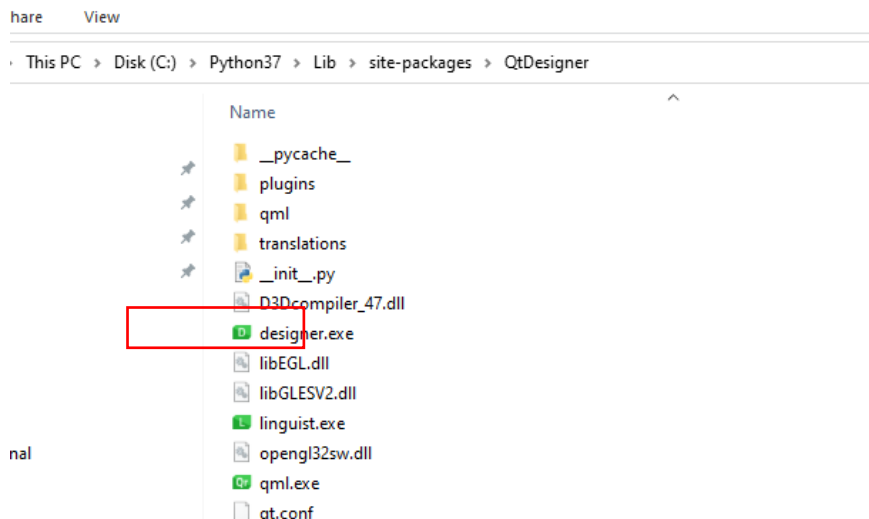 hare View
This PC > Disk (C:) > Python37 > Lib > site-packages > QtDesigner
Name
__pycache__
plugins
qml
translations
__init__.py
D3Dcompiler_47.dll
designer.exe
libEGL.dll
libGLESV2.dll
linguist.exe
nal
opengl32sw.dll
qml.exe
qt.conf